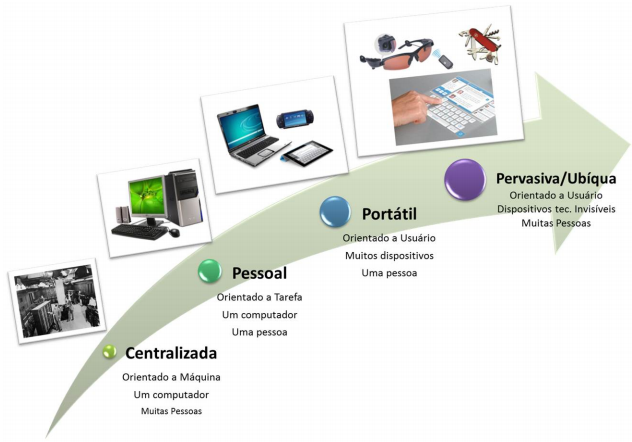 Pervasiva/Ubíqua
Orientado a Usuário
Dispositivos tec. Invisíveis
Muitas Pessoas
Portátil
Orientado a Usuário
Muitos dispositivos
Uma pessoa
Pessoal
Orientado a Tarefa
Um computador
Uma pessoa
Centralizada
Orientado a Máquina
Um computador
Muitas Pessoas